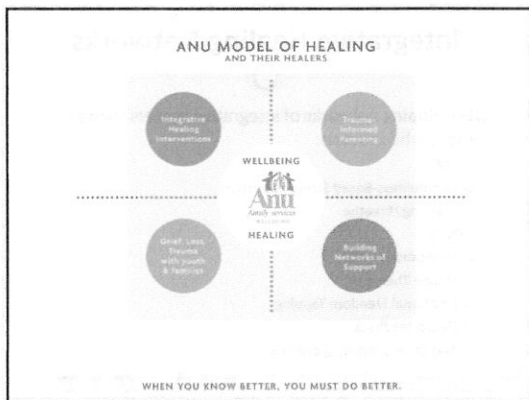 ANU MODEL OF HEALING
AND THEIR HEALERS
Integrative
Healing
Interventions
Trauma-
Informed
Parenting
WELLBEING
Anu
family services
HEALING
Grief, Loss,
Trauma
with youth
& families
Building
Networks of
Support
WHEN YOU KNOW BETTER, YOU MUST DO BETTER.